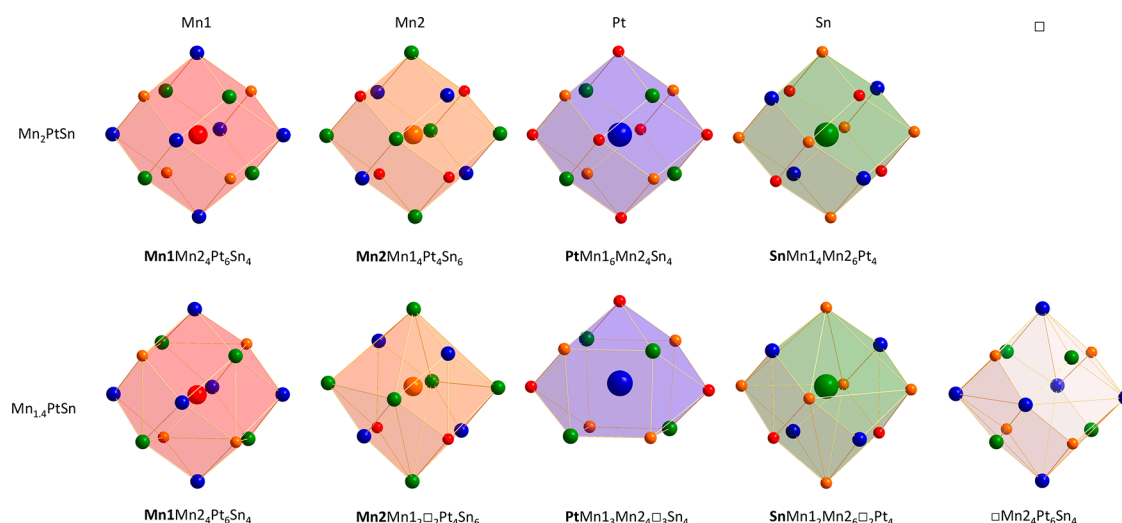 Mn1 Mn2 Pt Sn □
Mn₂PtSn
Mn1Mn2₄Pt₆Sn₄ Mn2Mn1₄Pt₄Sn₆ PtMn1₆Mn2₄Sn₄ SnMn1₄Mn2₆Pt₄
Mn₁.₄PtSn
Mn1Mn2₄Pt₆Sn₄ Mn2Mn1₂□₂Pt₄Sn₆ PtMn1₃Mn2₄□₃Sn₄ SnMn1₂Mn2₆□₂Pt₄ □Mn2₄Pt₆Sn₄